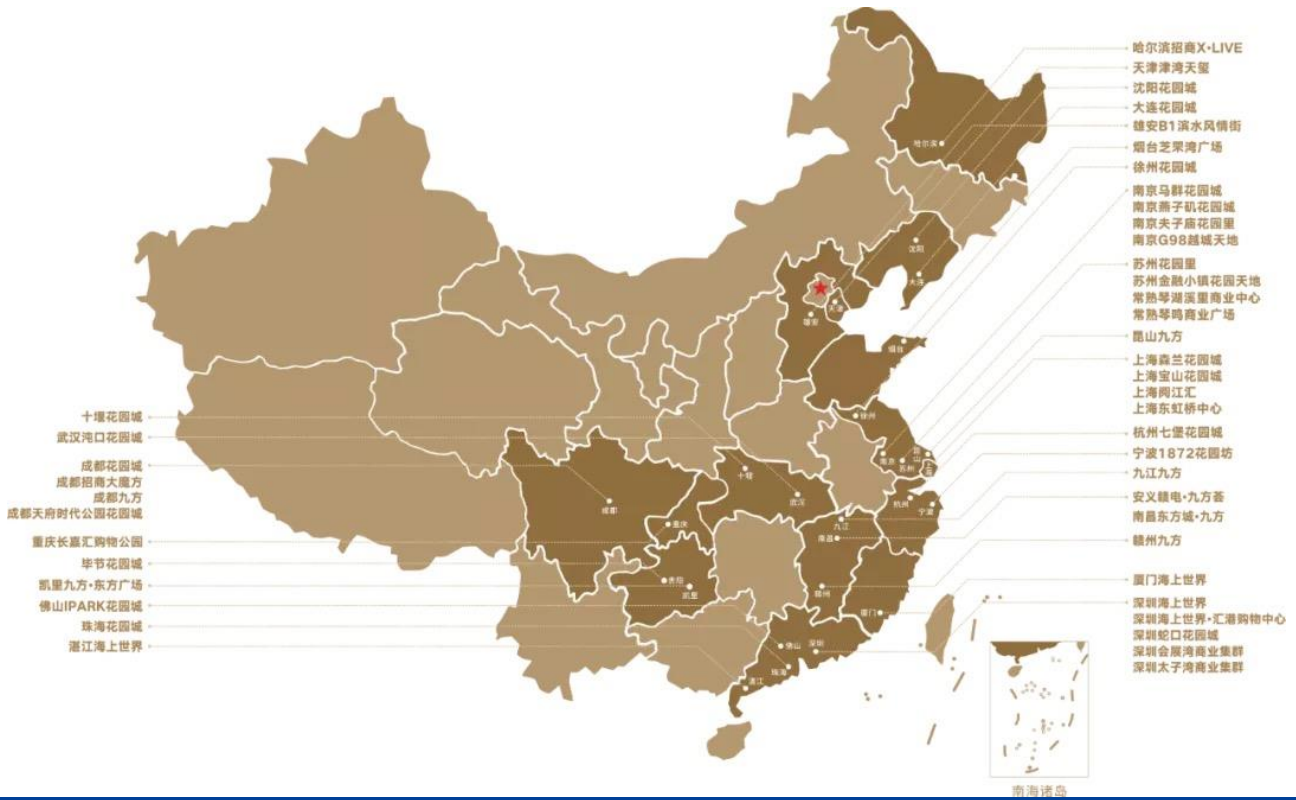 哈尔滨招商X·LIVE
天津津湾天玺
沈阳花园城
大连花园城
雄安B1滨水风情街
烟台芝罘湾广场
徐州花园城
南京马群花园城
南京燕子矶花园城
南京夫子庙花园里
南京G98越城天地
苏州花园里
苏州金融小镇花园天地
常熟琴湖溪里商业中心
常熟琴鸣商业广场
昆山九方
上海森兰花园城
上海宝山花园城
上海阅江汇
上海东虹桥中心
杭州七堡花园城
宁波1872花园坊
九江九方
安义赣电·九方荟
南昌东方城·九方
赣州九方
厦门海上世界
深圳海上世界
深圳海上世界·汇港购物中心
深圳蛇口花园城
深圳会展湾商业集群
深圳太子湾商业集群
十堰花园城
武汉沌口花园城
成都花园城
成都招商大魔方
成都九方
成都天府时代公园花园城
重庆长嘉汇购物公园
毕节花园城
凯里九方·东方广场
佛山IPARK花园城
珠海花园城
湛江海上世界
哈尔滨
沈阳
大连
天津
雄安
烟台
徐州
南京
苏州
昆山
上海
杭州
宁波
十堰
武汉
成都
重庆
九江
南昌
贵阳
凯里
赣州
厦门
佛山
深圳
珠海
湛江
南海诸岛